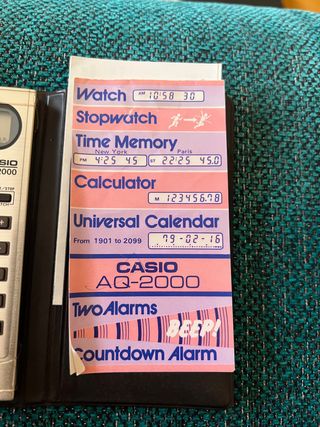 Watch AM 10:58 30
Stopwatch
Time Memory
New York Paris
PM 4:25 45 ST 22:25 45.0
Calculator
M 12345678
Universal Calendar
From 1901 to 2099 79-02-16
CASIO
AQ-2000
Two Alarms
BEEP!
Countdown Alarm